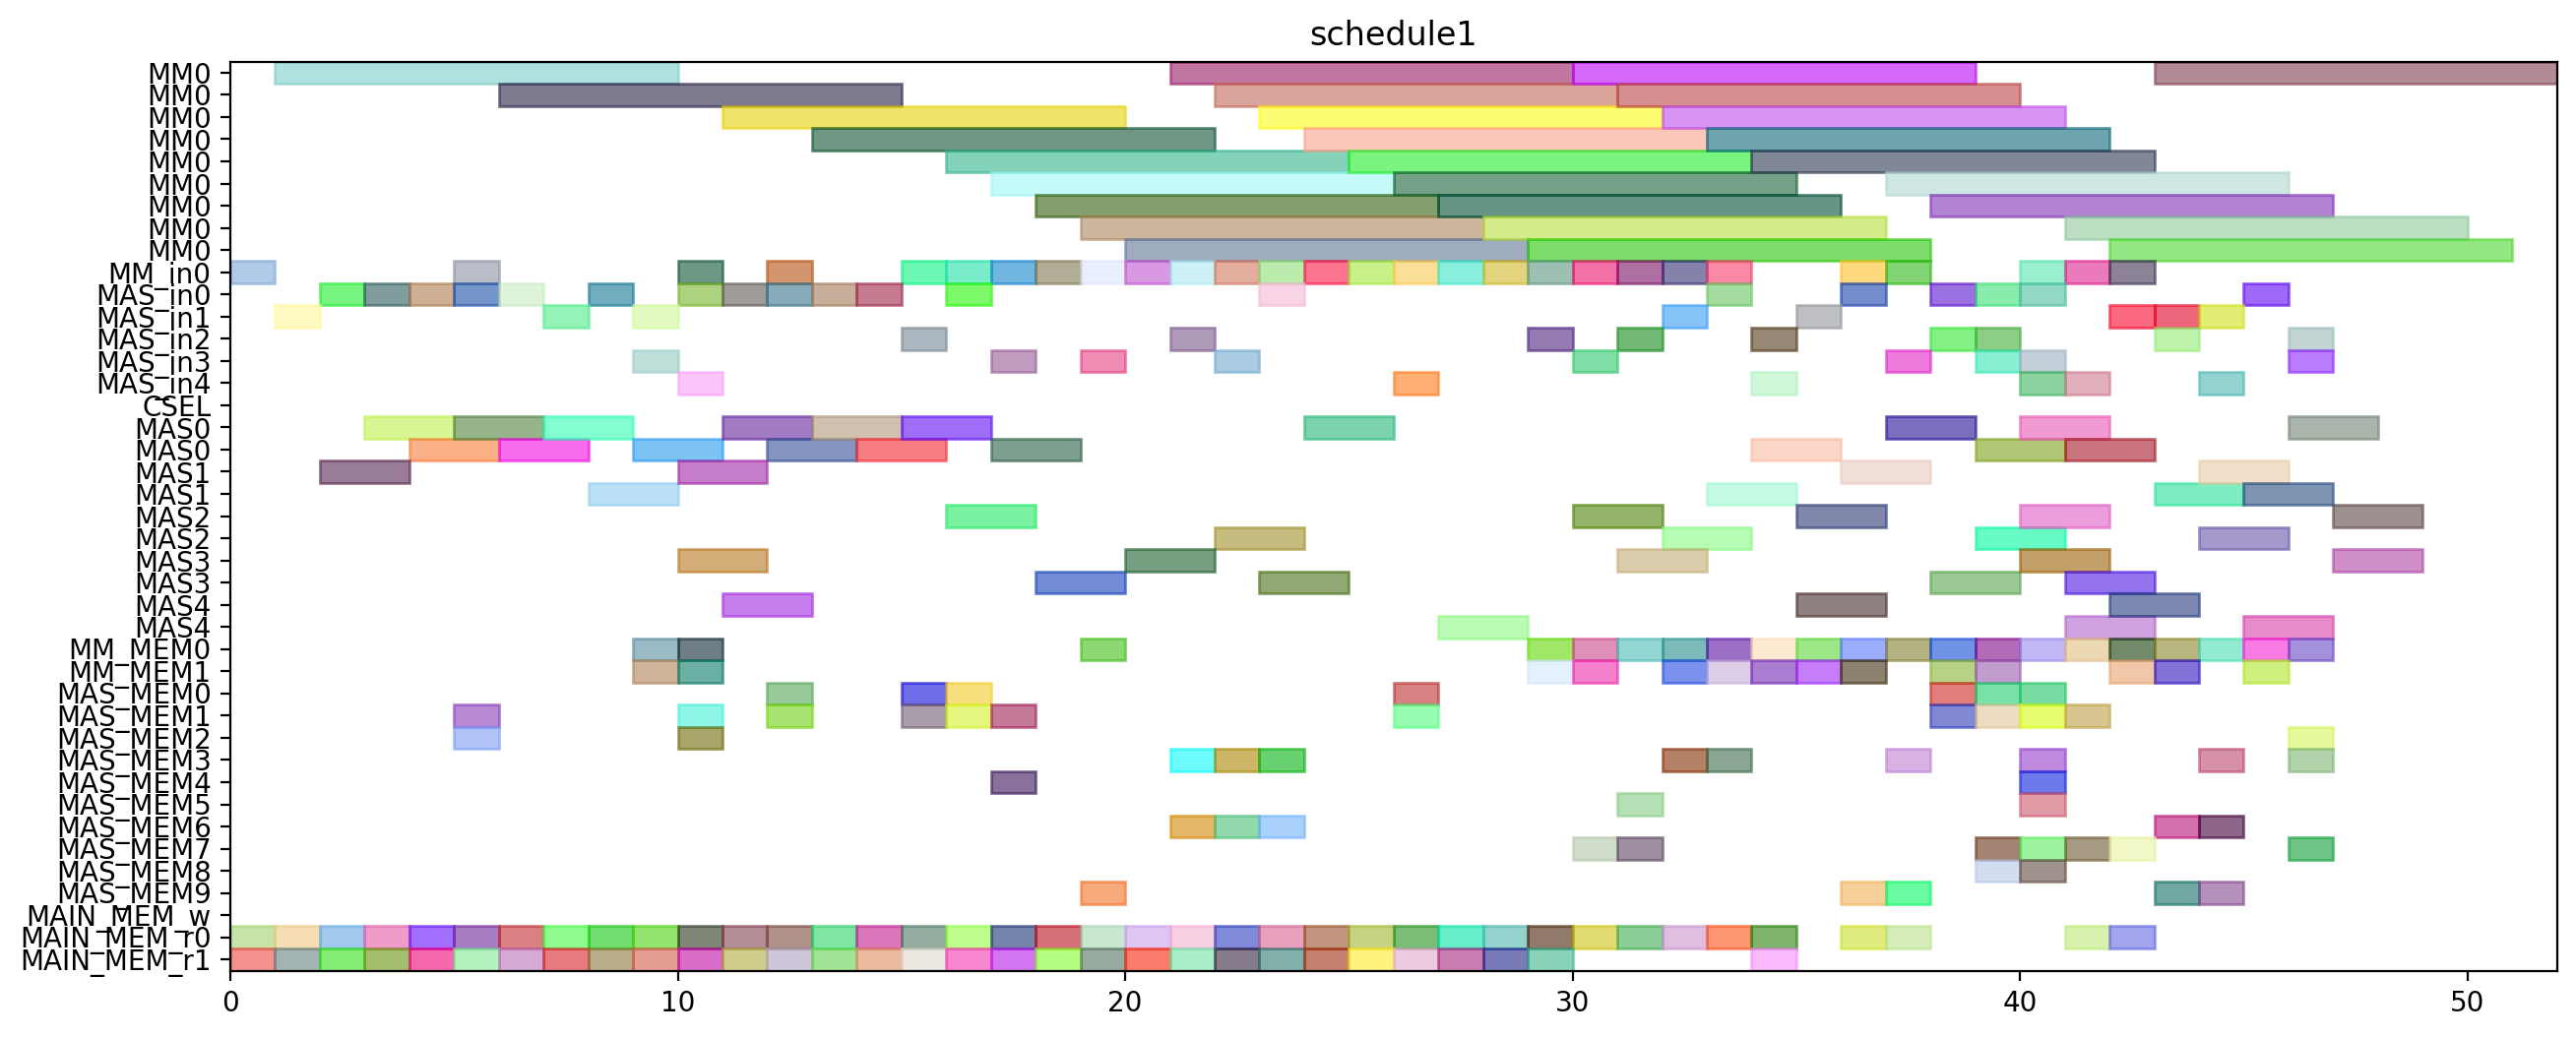 schedule1
MM0
MM0
MM0
MM0
MM0
MM0
MM0
MM0
MM0
MM_in0
MAS_in0
MAS_in1
MAS_in2
MAS_in3
MAS_in4
CSEL
MAS0
MAS0
MAS1
MAS1
MAS2
MAS2
MAS3
MAS3
MAS4
MAS4
MM_MEM0
MM_MEM1
MAS_MEM0
MAS_MEM1
MAS_MEM2
MAS_MEM3
MAS_MEM4
MAS_MEM5
MAS_MEM6
MAS_MEM7
MAS_MEM8
MAS_MEM9
MAIN_MEM_w
MAIN_MEM_r0
MAIN_MEM_r1
0 10 20 30 40 50